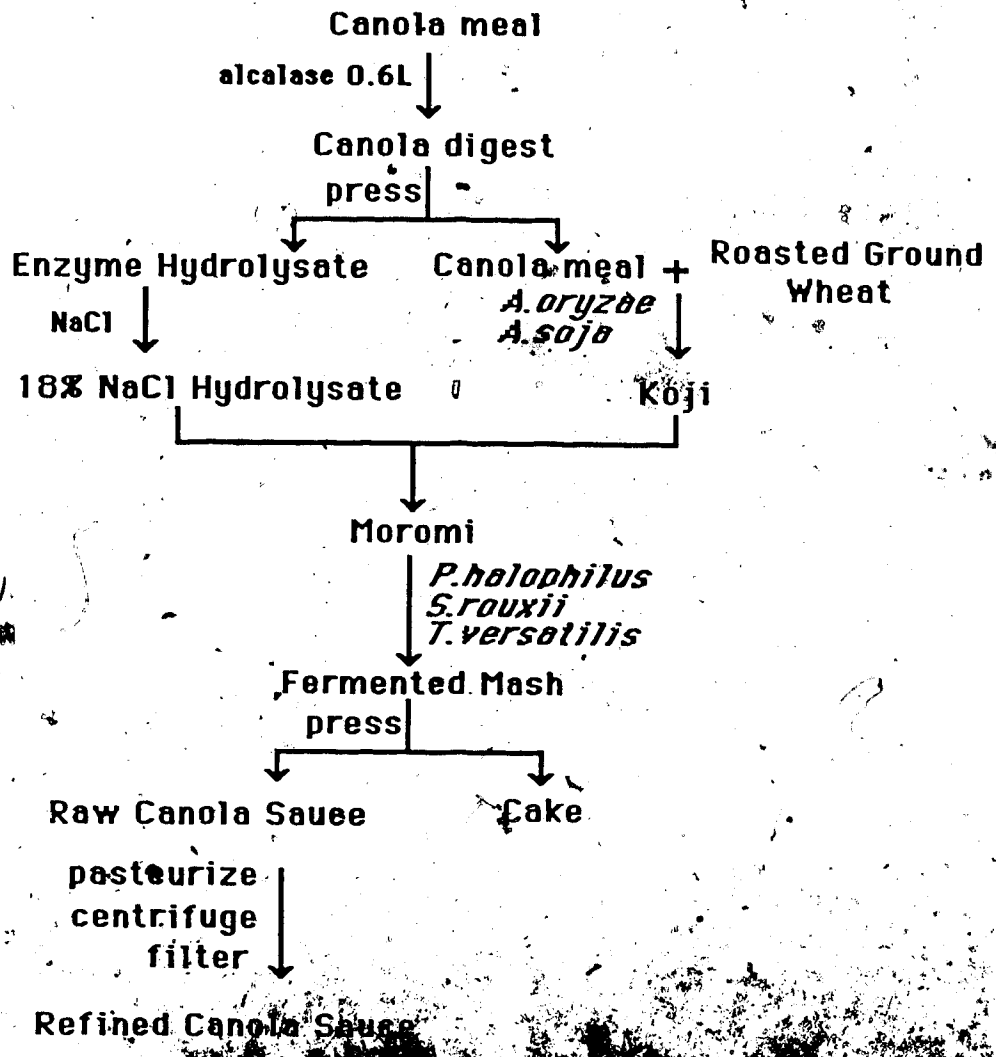 Canola meal
alcalase 0.6L
Canola digest
press
Enzyme Hydrolysate
Canola meal +
Roasted Ground
Wheat
NaCl
A.oryzae
A.soja
18% NaCl Hydrolysate
Koji
Moromi
P.halophilus
S.rouxii
T.versatilis
Fermented Mash
press
Raw Canola Sauce
Cake
pasteurize
centrifuge
filter
Refined Canola Sauce